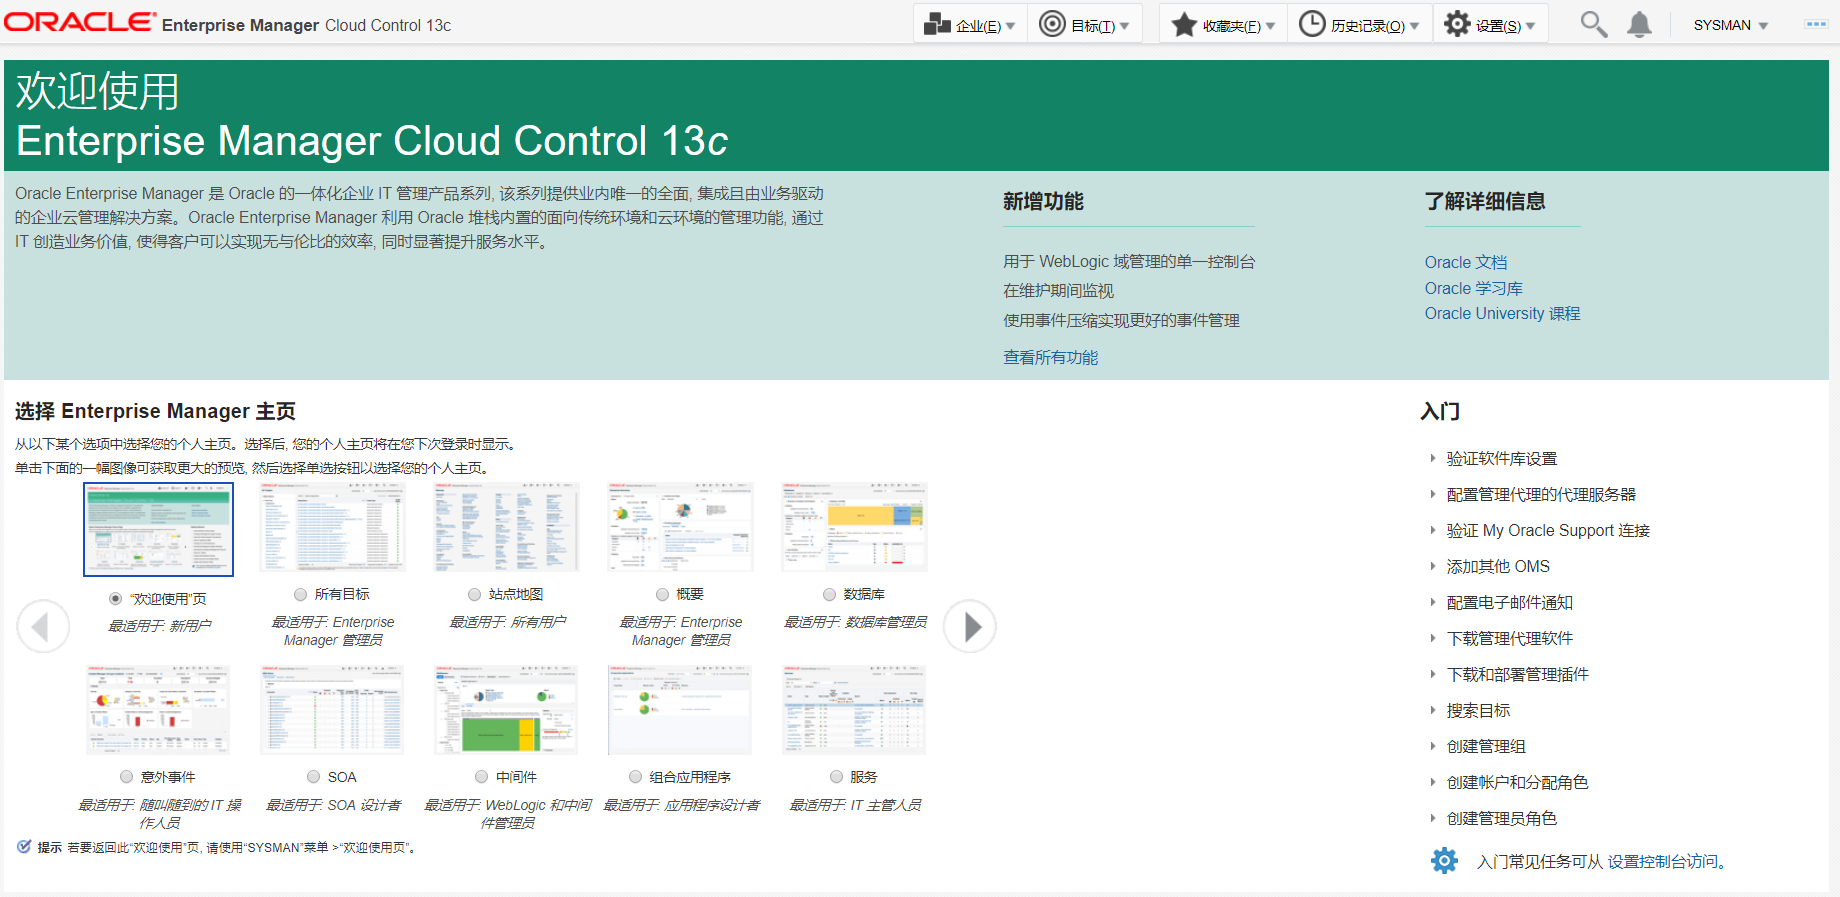 ORACLE Enterprise Manager Cloud Control 13c
企业(E) 目标(T) 收藏夹(F) 历史记录(O) 设置(S) SYSMAN
欢迎使用
Enterprise Manager Cloud Control 13c
Oracle Enterprise Manager 是 Oracle 的一体化企业 IT 管理产品系列, 该系列提供业内唯一的全面, 集成且由业务驱动
的企业云管理解决方案。Oracle Enterprise Manager 利用 Oracle 堆栈内置的面向传统环境和云环境的管理功能, 通过
IT 创造业务价值, 使得客户可以实现无与伦比的效率, 同时显著提升服务水平。
新增功能
用于 WebLogic 域管理的单一控制台
在维护期间监视
使用事件压缩实现更好的事件管理
查看所有功能
了解详细信息
Oracle 文档
Oracle 学习库
Oracle University 课程
选择 Enterprise Manager 主页
从以下某个选项中选择您的个人主页。选择后, 您的个人主页将在您下次登录时显示。
单击下面的一幅图像可获取更大的预览, 然后选择单选按钮以选择您的个人主页。
“欢迎使用”页
最适用于: 新用户
所有目标
最适用于: Enterprise
Manager 管理员
站点地图
最适用于: 所有用户
概要
最适用于: Enterprise
Manager 管理员
数据库
最适用于: 数据库管理员
意外事件
最适用于: 随叫随到的 IT 操
作人员
SOA
最适用于: SOA 设计者
中间件
最适用于: WebLogic 和中间
件管理员
组合应用程序
最适用于: 应用程序设计者
服务
最适用于: IT 主管人员
提示 若要返回此“欢迎使用”页, 请使用“SYSMAN”菜单 >“欢迎使用页”。
入门
验证软件库设置
配置管理代理的代理服务器
验证 My Oracle Support 连接
添加其他 OMS
配置电子邮件通知
下载管理代理软件
下载和部署管理插件
搜索目标
创建管理组
创建帐户和分配角色
创建管理员角色
入门常见任务可从 设置控制台访问。